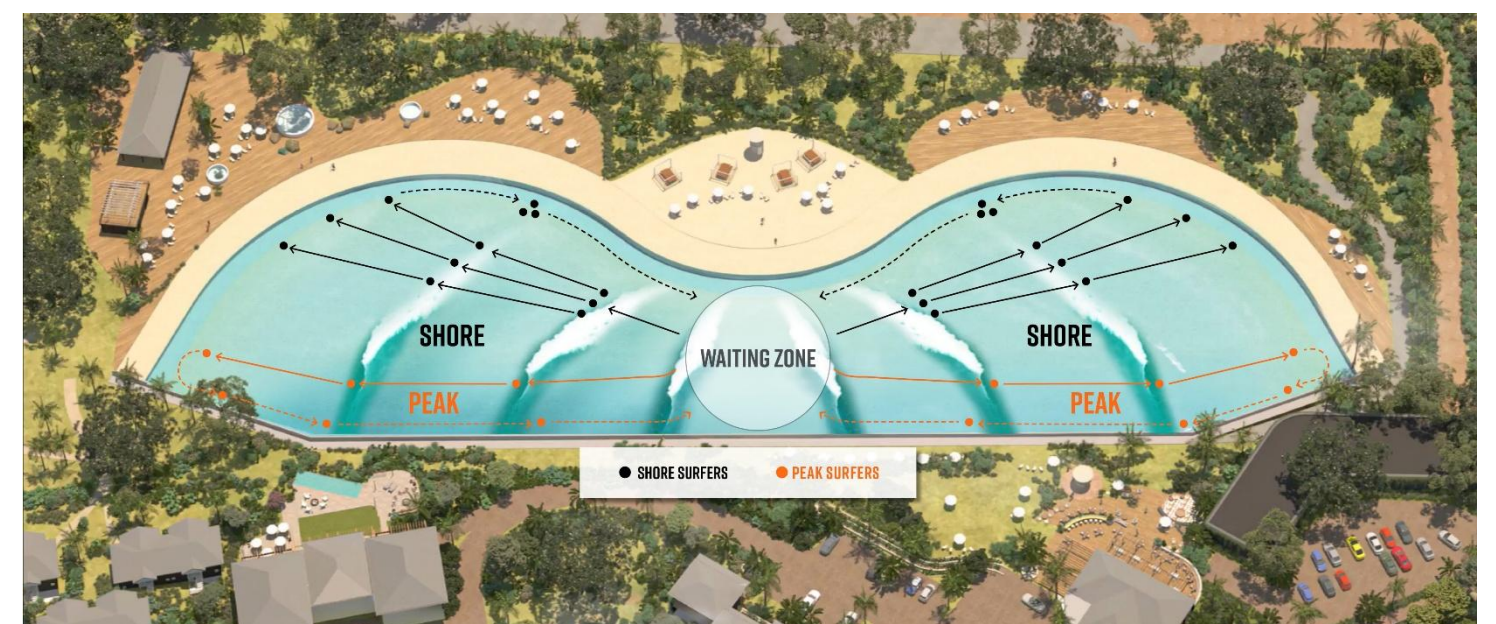 SHORE
SHORE
WAITING ZONE
PEAK
PEAK
SHORE SURFERS
PEAK SURFERS